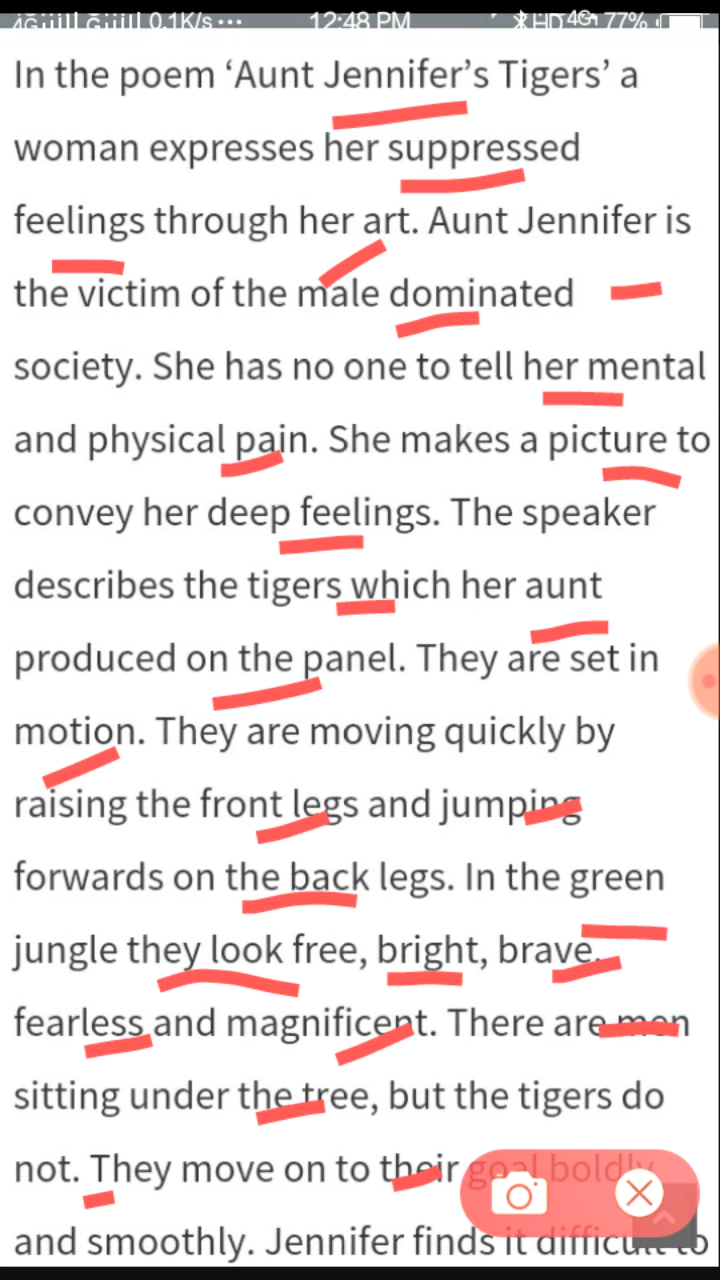 0.1K/s... 12:48 PM HD 4G 77%
In the poem ‘Aunt Jennifer’s Tigers’ a
woman expresses her suppressed
feelings through her art. Aunt Jennifer is
the victim of the male dominated
society. She has no one to tell her mental
and physical pain. She makes a picture to
convey her deep feelings. The speaker
describes the tigers which her aunt
produced on the panel. They are set in
motion. They are moving quickly by
raising the front legs and jumping
forwards on the back legs. In the green
jungle they look free, bright, brave,
fearless and magnificent. There are men
sitting under the tree, but the tigers do
not. They move on to their goal boldly
and smoothly. Jennifer finds it difficult to